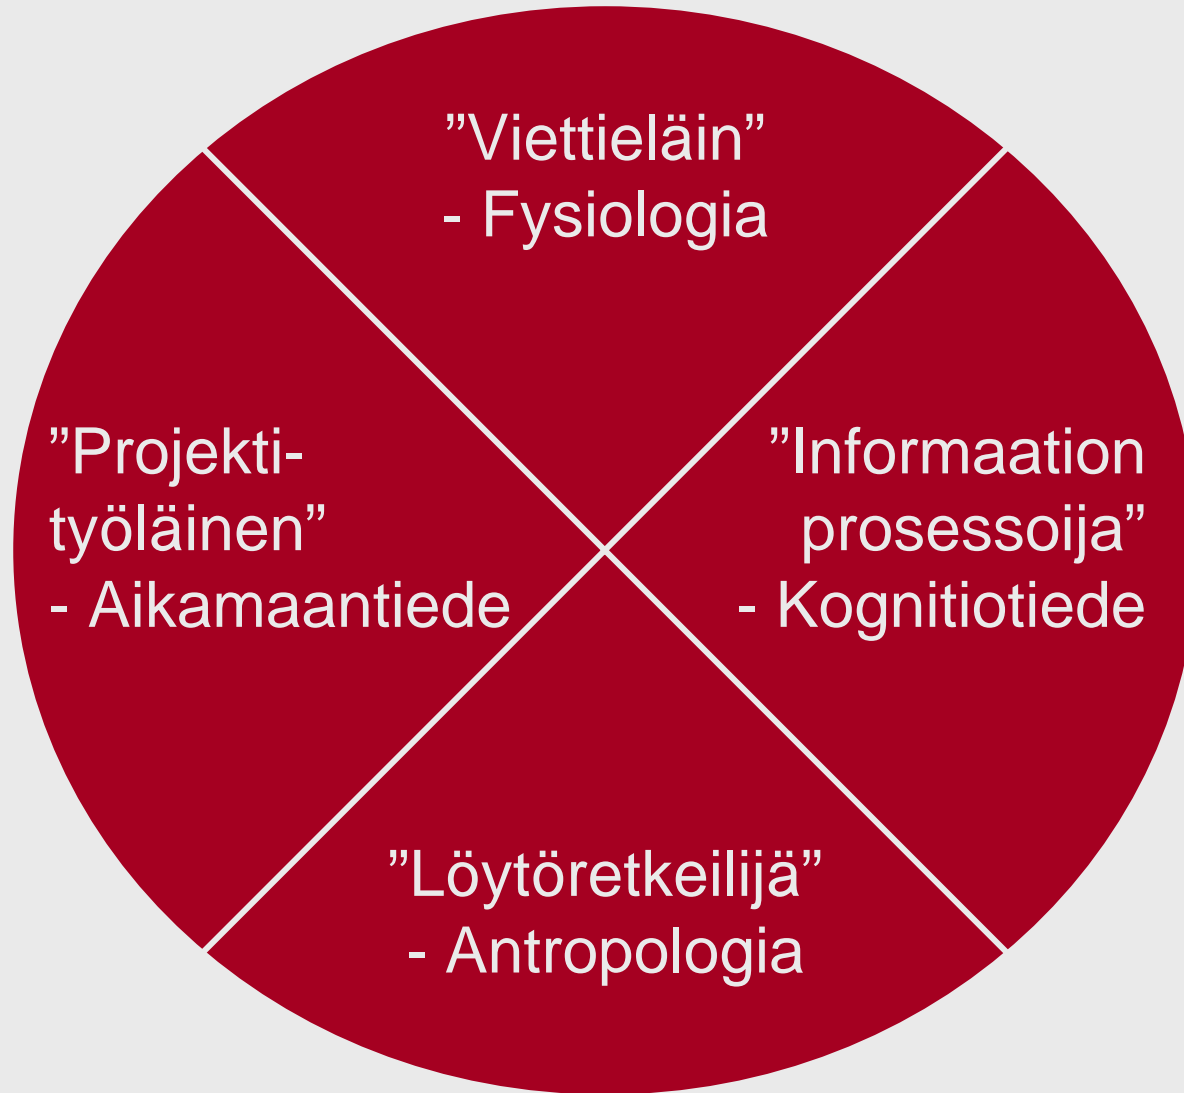 ”Viettieläin”
- Fysiologia
”Projekti-
työläinen”
- Aikamaantiede
”Informaation
prosessoija”
- Kognitiotiede
”Löytöretkeilijä”
- Antropologia